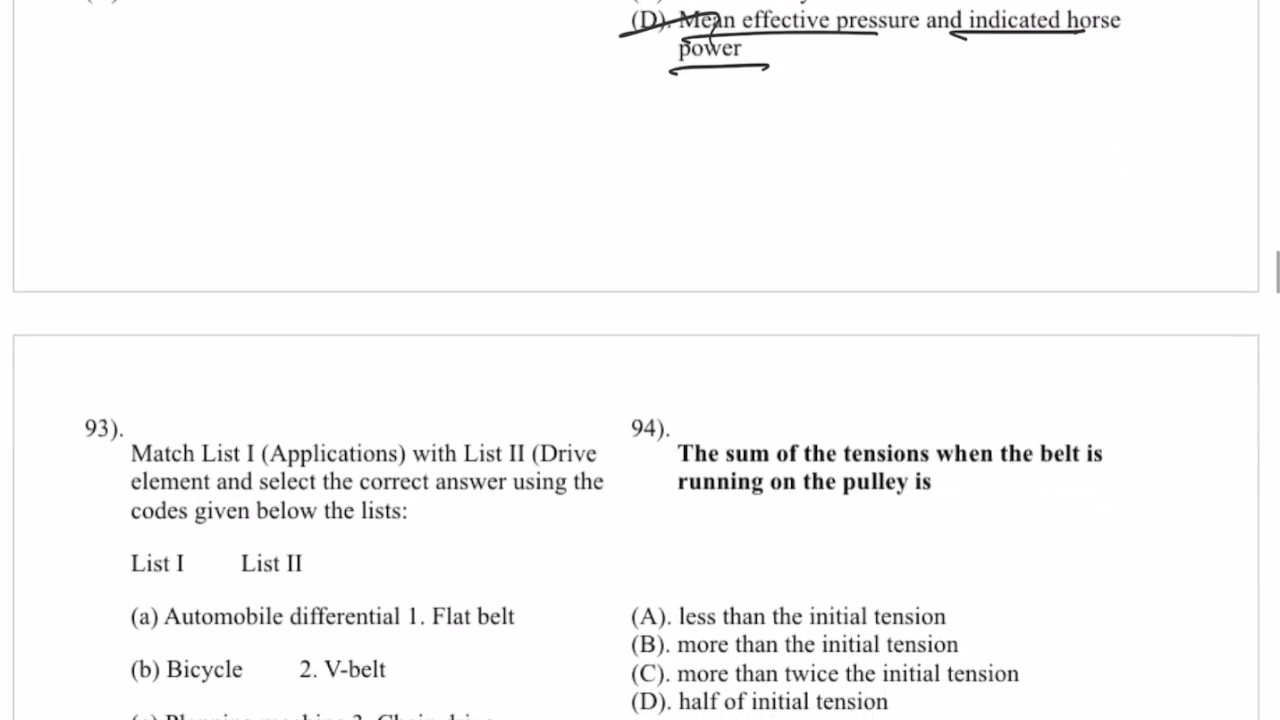 (D). Mean effective pressure and indicated horse
power
93).
Match List I (Applications) with List II (Drive
element and select the correct answer using the
codes given below the lists:
List I List II
(a) Automobile differential 1. Flat belt
(b) Bicycle 2. V-belt
94).
The sum of the tensions when the belt is
running on the pulley is
(A). less than the initial tension
(B). more than the initial tension
(C). more than twice the initial tension
(D). half of initial tension